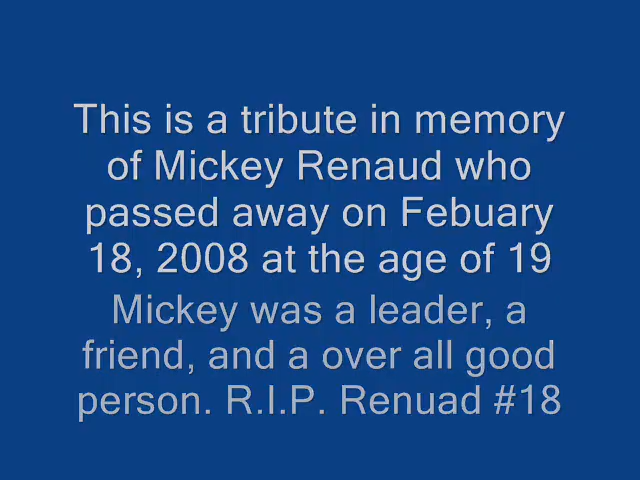 This is a tribute in memory
of Mickey Renaud who
passed away on Febuary
18, 2008 at the age of 19
Mickey was a leader, a
friend, and a over all good
person. R.I.P. Renuad #18